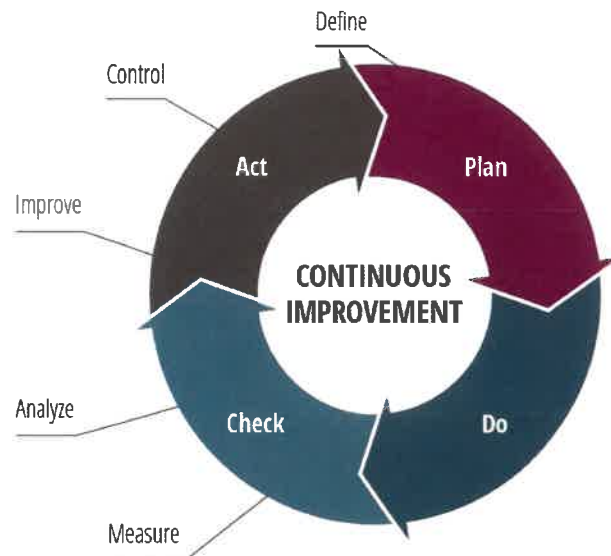 Define
Control
Act
Plan
Improve
CONTINUOUS
IMPROVEMENT
Analyze
Check
Do
Measure